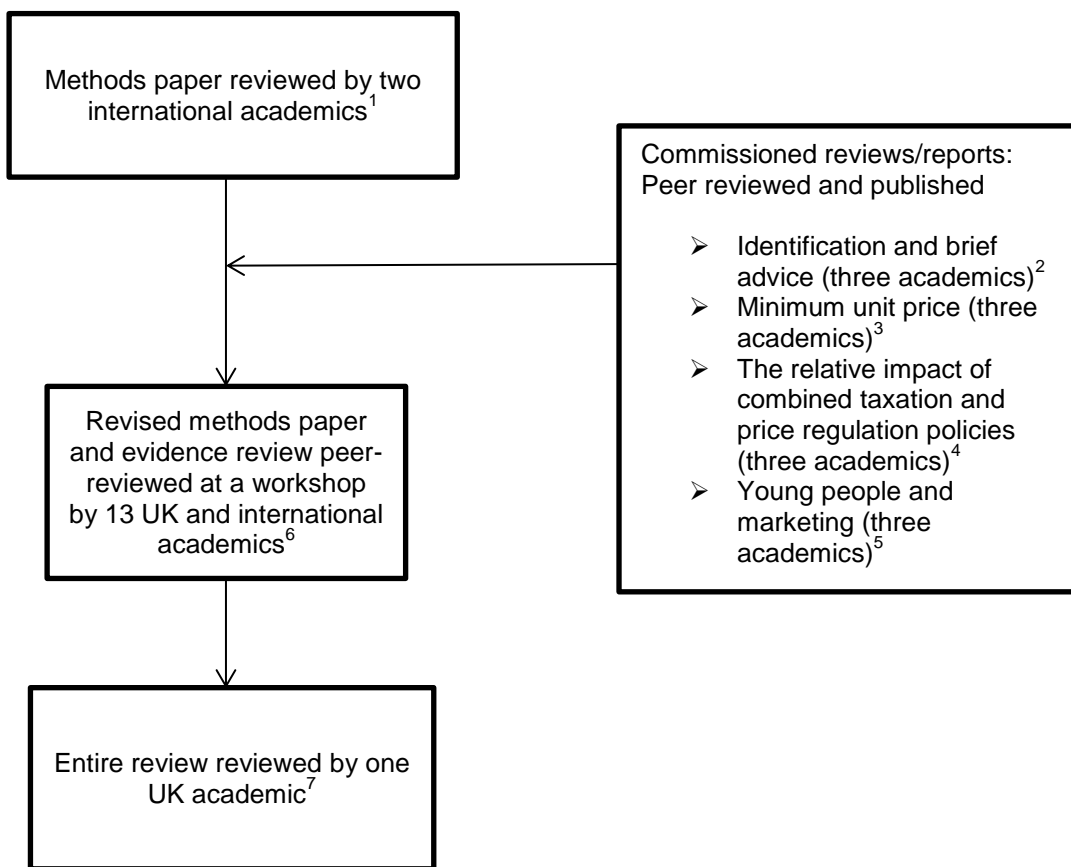 Methods paper reviewed by two
international academics¹
Commissioned reviews/reports:
Peer reviewed and published
➢ Identification and brief
advice (three academics)²
➢ Minimum unit price (three
academics)³
➢ The relative impact of
combined taxation and
price regulation policies
(three academics)⁴
➢ Young people and
marketing (three
academics)⁵
Revised methods paper
and evidence review peer-
reviewed at a workshop
by 13 UK and international
academics⁶
Entire review reviewed by one
UK academic⁷